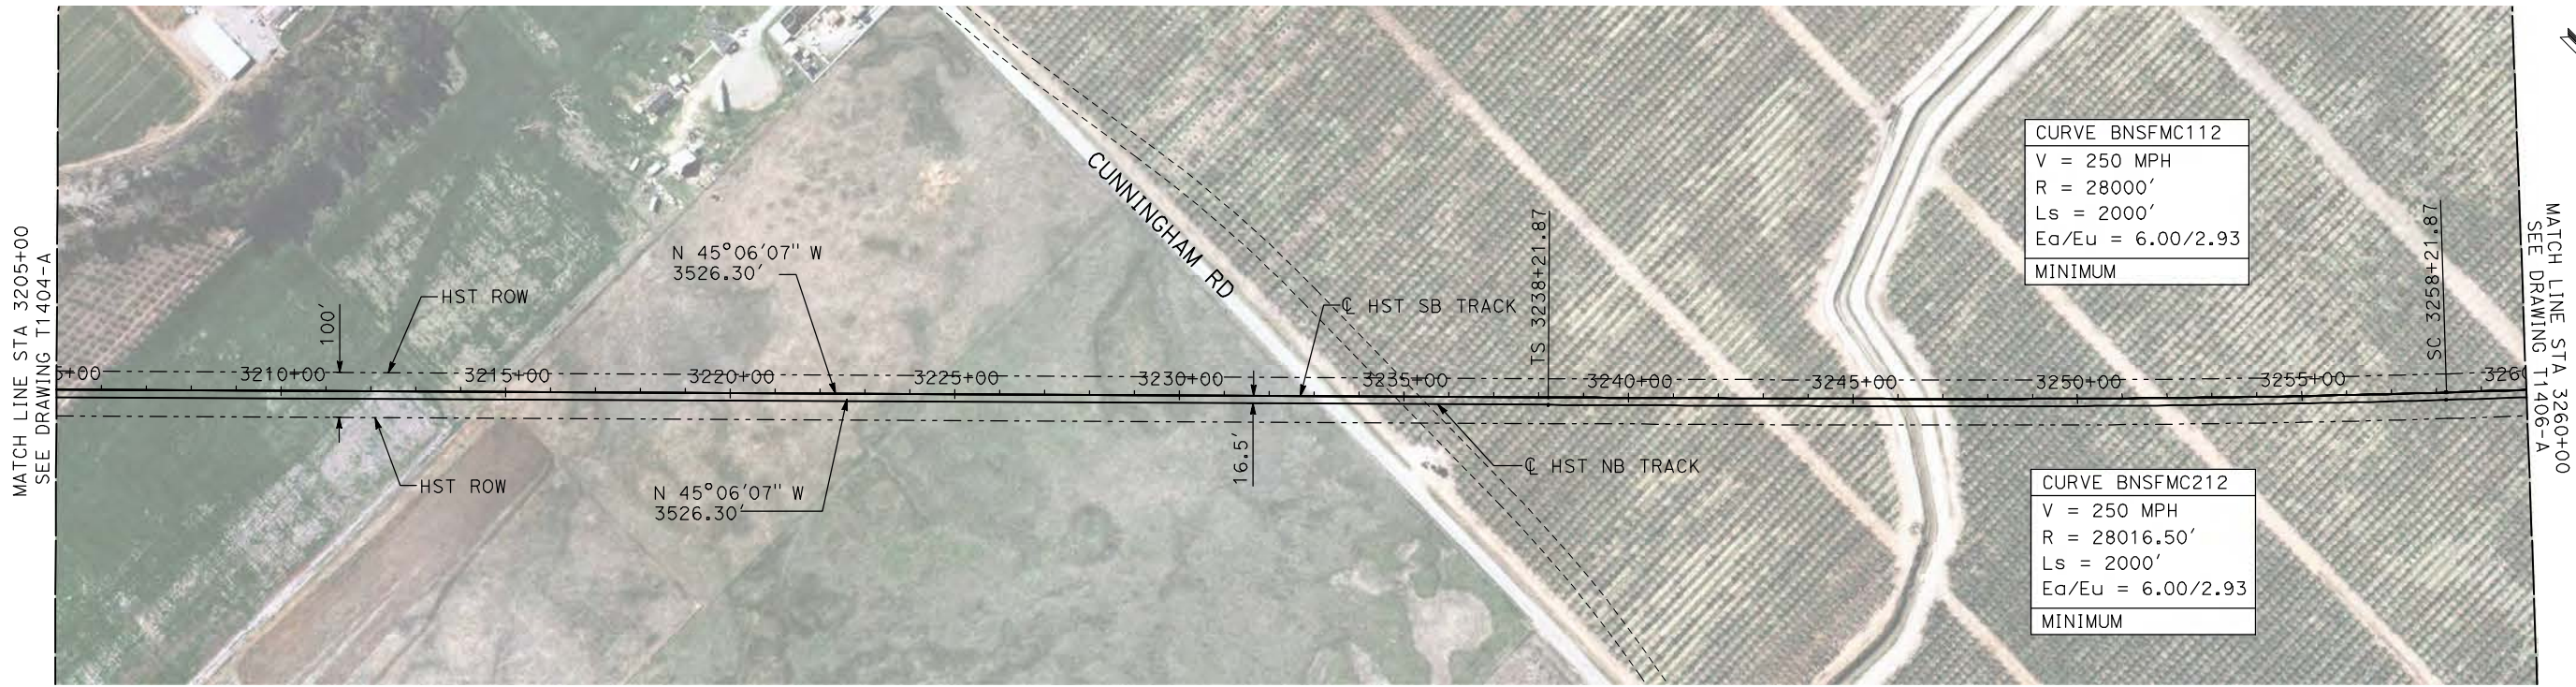 MATCH LINE STA 3205+00
SEE DRAWING T1404-A
100'
HST ROW
HST ROW
N 45°06'07" W
3526.30'
N 45°06'07" W
3526.30'
CUNNINGHAM RD
16.5'
℄ HST SB TRACK
℄ HST NB TRACK
TS 3238+21.87
5+00 3210+00 3215+00 3220+00 3225+00 3230+00 3235+00 3240+00 3245+00 3250+00 3255+00 3260
CURVE BNSFMC112
V = 250 MPH
R = 28000'
Ls = 2000'
Ea/Eu = 6.00/2.93
MINIMUM
CURVE BNSFMC212
V = 250 MPH
R = 28016.50'
Ls = 2000'
Ea/Eu = 6.00/2.93
MINIMUM
SC 3258+21.87
MATCH LINE STA 3260+00
SEE DRAWING T1406-A